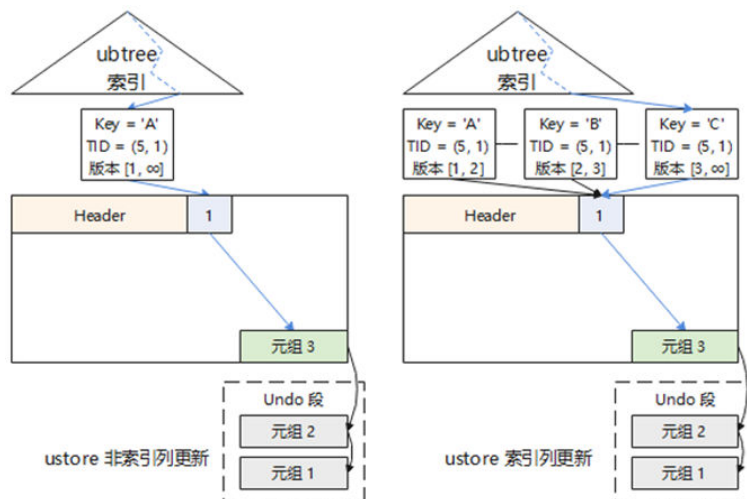 ubtree
索引
Key = 'A'
TID = (5, 1)
版本 [1, ∞]
Header
1
元组 3
Undo 段
元组 2
元组 1
ustore 非索引列更新
ubtree
索引
Key = 'A'
TID = (5, 1)
版本 [1, 2]
Key = 'B'
TID = (5, 1)
版本 [2, 3]
Key = 'C'
TID = (5, 1)
版本 [3, ∞]
Header
1
元组 3
Undo 段
元组 2
元组 1
ustore 索引列更新